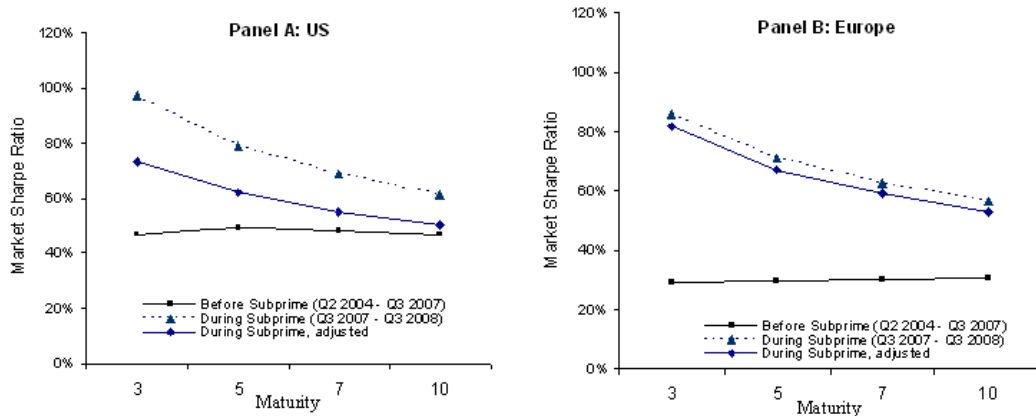 Panel A: US
Market Sharpe Ratio
120%
100%
80%
60%
40%
20%
0%
Before Subprime (Q2 2004 - Q3 2007)
During Subprime (Q3 2007 - Q3 2008)
During Subprime, adjusted
3 5 7 10
Maturity
Panel B: Europe
Market Sharpe Ratio
120%
100%
80%
60%
40%
20%
0%
Before Subprime (Q2 2004 - Q3 2007)
During Subprime (Q3 2007 - Q3 2008)
During Subprime, adjusted
3 5 7 10
Maturity